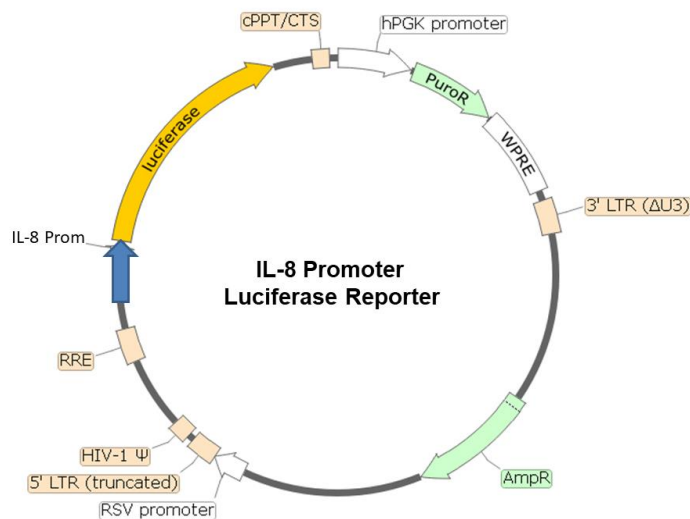 cPPT/CTS
hPGK promoter
PuroR
WPRE
3' LTR (ΔU3)
AmpR
RSV promoter
5' LTR (truncated)
HIV-1 Ψ
RRE
IL-8 Prom
luciferase
IL-8 Promoter
Luciferase Reporter